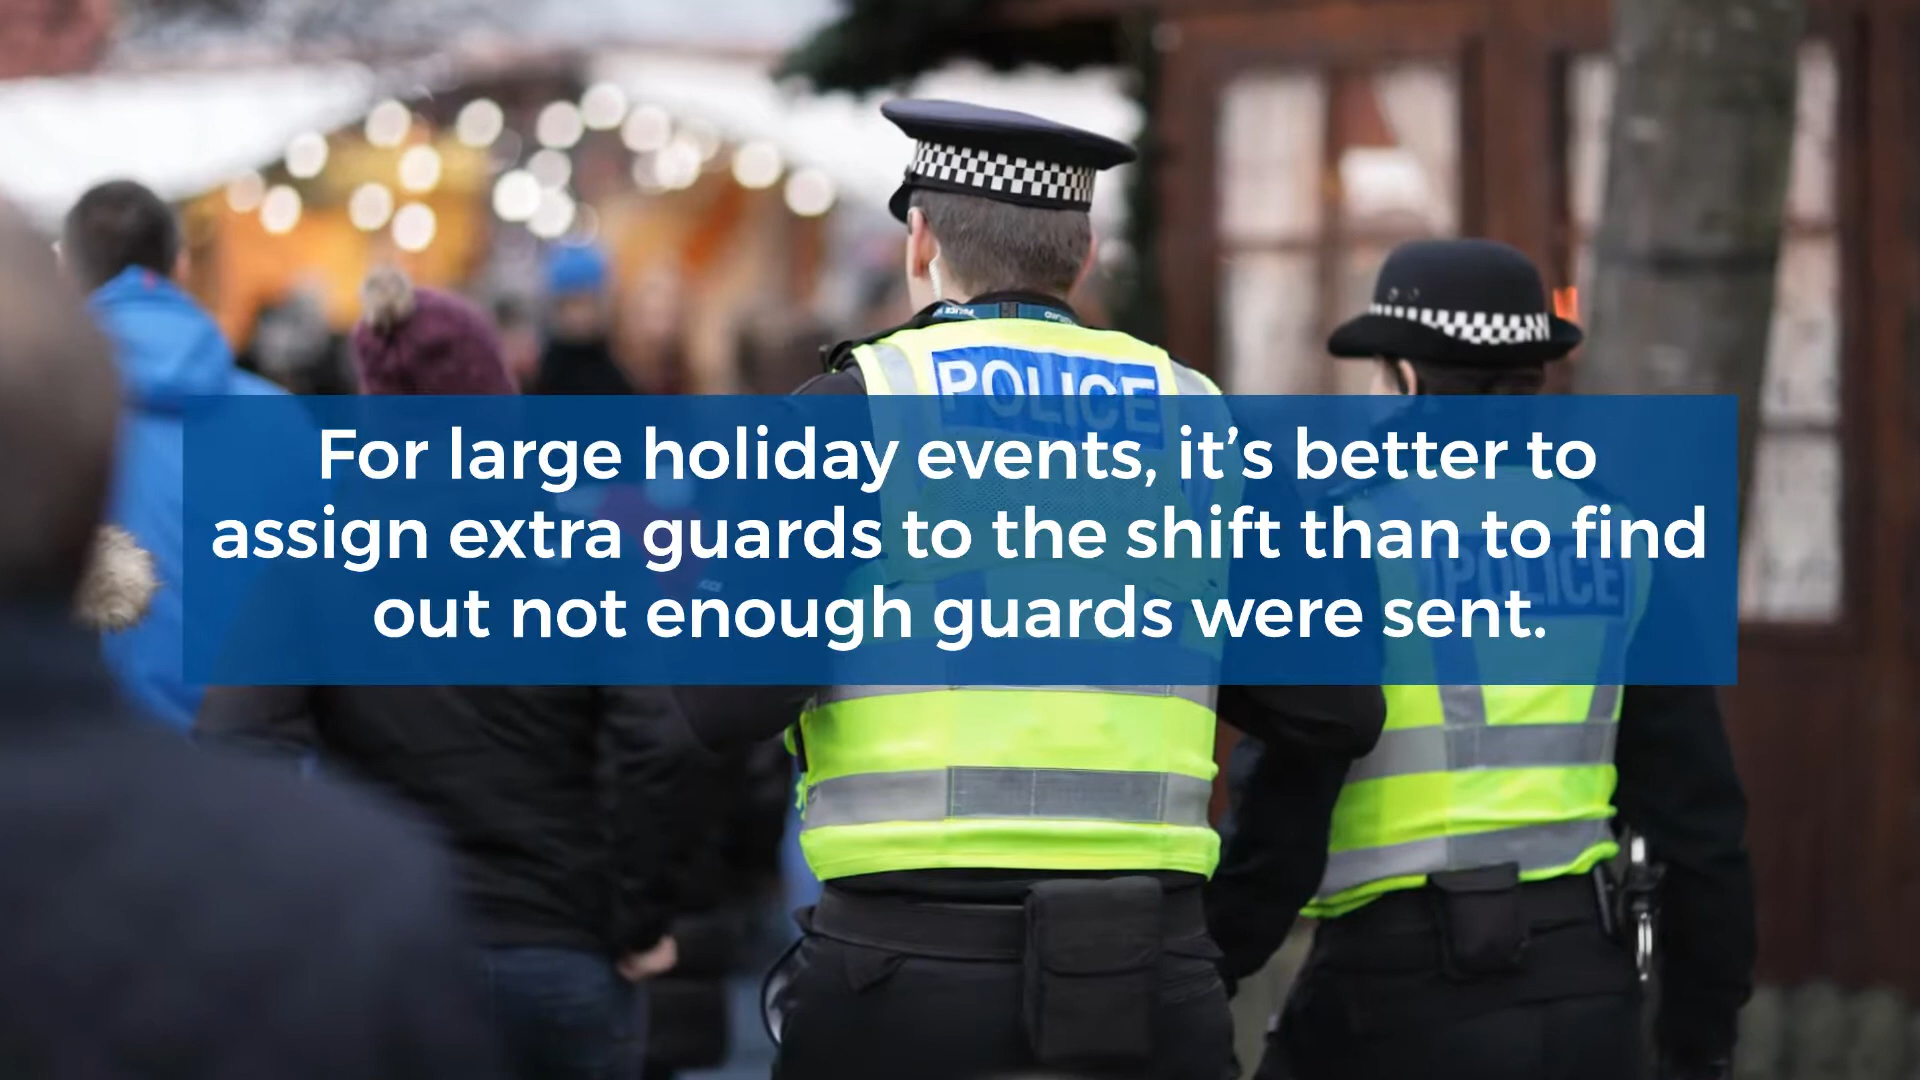 POLICE
For large holiday events, it’s better to
assign extra guards to the shift than to find
out not enough guards were sent.
POLICE